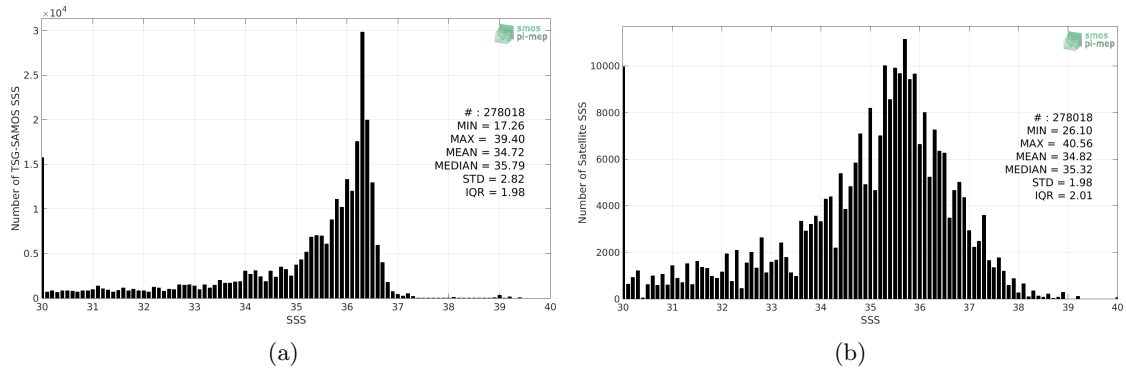 ×10⁴
3
2.5
2
1.5
1
0.5
0
30 31 32 33 34 35 36 37 38 39 40
SSS
Number of TSG-SAMOS SSS
smos
pi-mep
# : 278018
MIN = 17.26
MAX = 39.40
MEAN = 34.72
MEDIAN = 35.79
STD = 2.82
IQR = 1.98
(a)
10000
8000
6000
4000
2000
0
30 31 32 33 34 35 36 37 38 39 40
SSS
Number of Satellite SSS
smos
pi-mep
# : 278018
MIN = 26.10
MAX = 40.56
MEAN = 34.82
MEDIAN = 35.32
STD = 1.98
IQR = 2.01
(b)